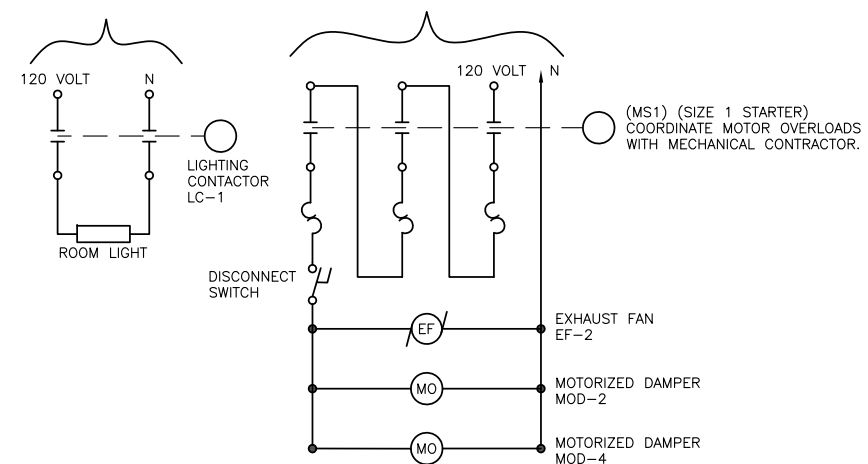 120 VOLT N
LIGHTING
CONTACTOR
LC-1
ROOM LIGHT
120 VOLT N
(MS1) (SIZE 1 STARTER)
COORDINATE MOTOR OVERLOADS
WITH MECHANICAL CONTRACTOR.
DISCONNECT
SWITCH
EF
EXHAUST FAN
EF-2
MO
MOTORIZED DAMPER
MOD-2
MO
MOTORIZED DAMPER
MOD-4